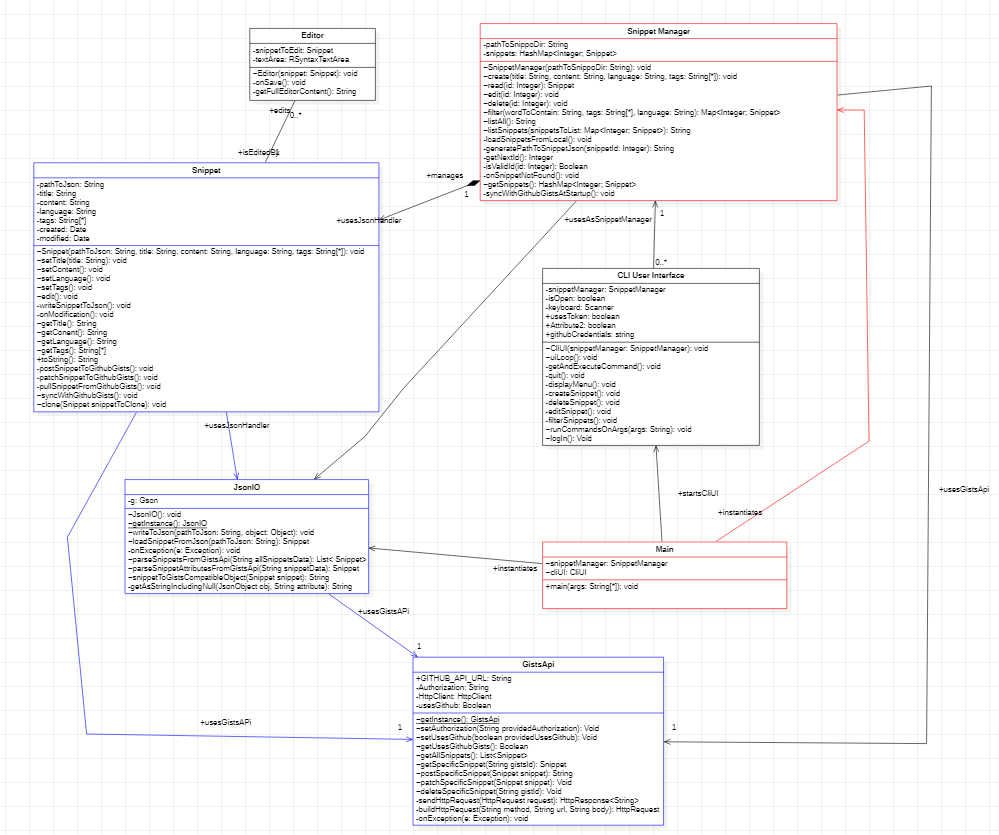 Editor
-snippetToEdit: Snippet
-textArea: RSyntaxTextArea
~Editor(snippet: Snippet): void
-onSave(): void
-getFullEditorContent(): String
+edits
0..*
+isEditedBy
Snippet Manager
-pathToSnippoDir: String
-snippets: HashMap<Integer; Snippet>
~SnippetManager(pathToSnippoDir: String): void
~create(title: String, content: String, language: String, tags: String[*]): void
~read(id: Integer): Snippet
~edit(id: Integer): void
~delete(id: Integer): void
~filter(wordToContain: String, tags: String[*], language: String): Map<Integer; Snippet>
~listAll(): String
~listSnippets(snippetsToList: Map<Integer; Snippet>): String
-loadSnippetsFromLocal(): void
-generatePathToSnippetJson(snippetId: Integer): String
-getNextId(): Integer
-isValidId(id: Integer): Boolean
-onSnippetNotFound(): void
~getSnippets(): HashMap<Integer; Snippet>
-syncWithGithubGistsAtStartup(): void
+manages
1
+usesJsonHandler
+usesAsSnippetManager
1
0..*
Snippet
-pathToJson: String
-title: String
-content: String
-language: String
-tags: String[*]
-created: Date
-modified: Date
~Snippet(pathToJson: String, title: String, content: String, language: String, tags: String[*]): void
~setTitle(title: String): void
~setContent(): void
~setLanguage(): void
~setTags(): void
~edit(): void
-writeSnippetToJson(): void
-onModification(): void
~getTitle(): String
~getConent(): String
~getLanguage(): String
~getTags(): String[*]
+toString(): String
-postSnippetToGithubGists(): void
-patchSnippetToGithubGists(): void
-pullSnippetFromGithubGists(): void
~syncWithGithubGists(): void
~clone(Snippet snippetToClone): void
+usesJsonHandler
CLI User Interface
-snippetManager: SnippetManager
-isOpen: boolean
-keyboard: Scanner
+usesToken: boolean
+Attribute2: boolean
+githubCredentials: string
~CliUI(snippetManager: SnippetManager): void
~uiLoop(): void
-getAndExecuteCommand(): void
-quit(): void
-displayMenu(): void
-createSnippet(): void
-deleteSnippet(): void
-editSnippet(): void
-filterSnippets(): void
~runCommandsOnArgs(args: String): void
~logIn(): Void
+startsCliUI
+instantiates
+usesGistsApi
JsonIO
-g: Gson
~JsonIO(): void
~getInstance(): JsonIO
~writeToJson(pathToJson: String, object: Object): void
~loadSnippetFromJson(pathToJson: String): Snippet
-onException(e: Exception): void
~parseSnippetsFromGistsApi(String allSnippetsData): List< Snippet>
~parseSnippetAttributesFromGistsApi(String snippetData): Snippet
~snippetToGistsCompatibleObject(Snippet snippet): String
-getAsStringIncludingNull(JsonObject obj, String attribute): String
+instantiates
Main
~snippetManager: SnippetManager
~cliUI: CLiUI
+main(args: String[*]): void
+usesGistsAPi
1
GistsApi
+GITHUB_API_URL: String
-Authorization: String
-HttpClient: HttpClient
-usesGithub: Boolean
~getInstance(): GistsApi
~setAuthorization(String providedAuthorization): Void
~setUsesGithub(boolean providedUsesGithub): Void
~getUsesGithubGists(): Boolean
~getAllSnippets(): List<Snippet>
~getSpecificSnippet(String gistsId): Snippet
~postSpecificSnippet(Snippet snippet): String
~patchSpecificSnippet(Snippet snippet): Void
~deleteSpecificSnippet(String gistId): Void
-sendHttpRequest(HttpRequest request): HttpResponse<String>
-buildHttpRequest(String method, String url, String body): HttpRequest
-onException(e: Exception): void
+usesGistsAPi
1
1